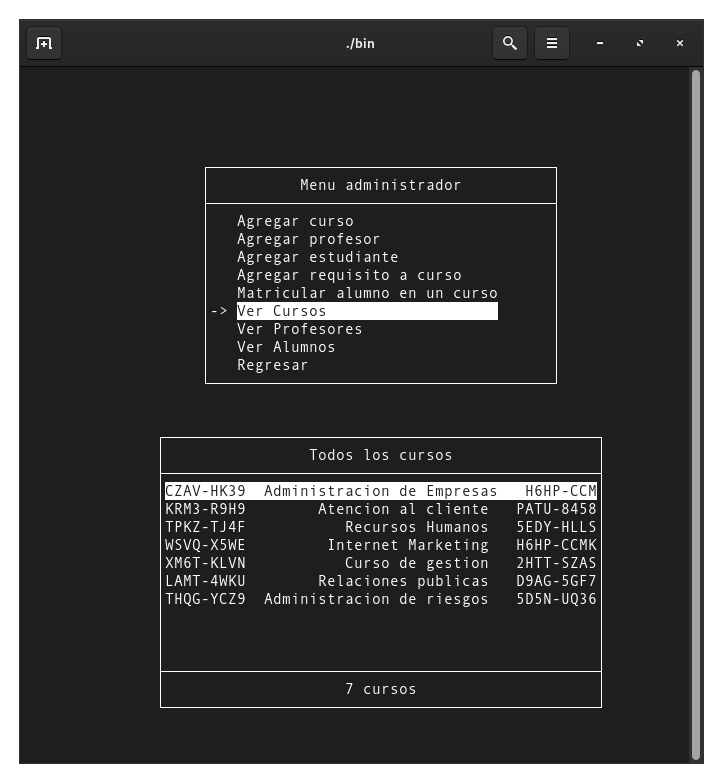 ./bin
Menu administrador
Agregar curso
Agregar profesor
Agregar estudiante
Agregar requisito a curso
Matricular alumno en un curso
-> Ver Cursos
Ver Profesores
Ver Alumnos
Regresar
Todos los cursos
CZAV-HK39 Administracion de Empresas H6HP-CCM
KRM3-R9H9 Atencion al cliente PATU-8458
TPKZ-TJ4F Recursos Humanos 5EDY-HLLS
WSVQ-X5WE Internet Marketing H6HP-CCMK
XM6T-KLVN Curso de gestion 2HTT-SZAS
LAMT-4WKU Relaciones publicas D9AG-5GF7
THQG-YCZ9 Administracion de riesgos 5D5N-UQ36
7 cursos